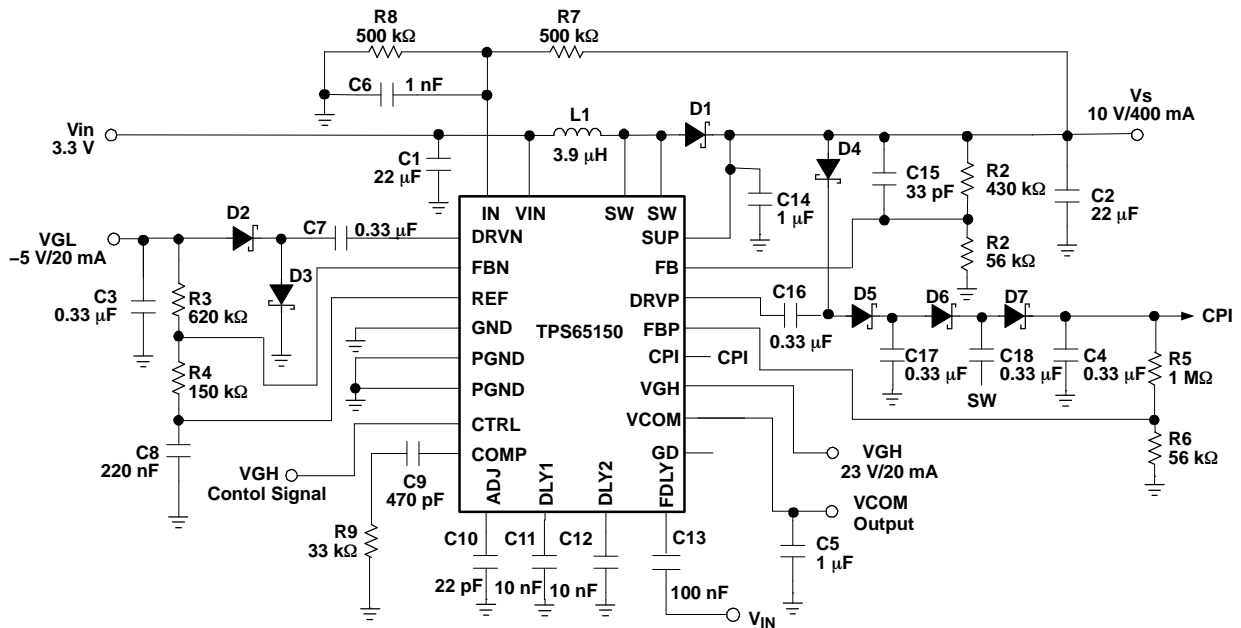 R8
500 kΩ
R7
500 kΩ
C6
1 nF
Vin
3.3 V
L1
3.9 μH
D1
Vs
10 V/400 mA
C1
22 μF
D4
C15
33 pF
R2
430 kΩ
C2
22 μF
C14
1 μF
R2
56 kΩ
VGL
–5 V/20 mA
D2
C7
0.33 μF
D3
C3
0.33 μF
R3
620 kΩ
R4
150 kΩ
C8
220 nF
IN
VIN
SW
SW
DRVN
FBN
REF
GND
PGND
PGND
CTRL
COMP
TPS65150
SUP
FB
DRVP
FBP
CPI
VGH
VCOM
GD
ADJ
DLY1
DLY2
FDLY
CPI
C16
0.33 μF
D5
D6
D7
CPI
C17
0.33 μF
C18
0.33 μF
SW
C4
0.33 μF
R5
1 MΩ
R6
56 kΩ
VGH
23 V/20 mA
VCOM
Output
C5
1 μF
VGH
Contol Signal
C9
470 pF
R9
33 kΩ
C10
22 pF
C11
10 nF
C12
10 nF
C13
100 nF
VIN